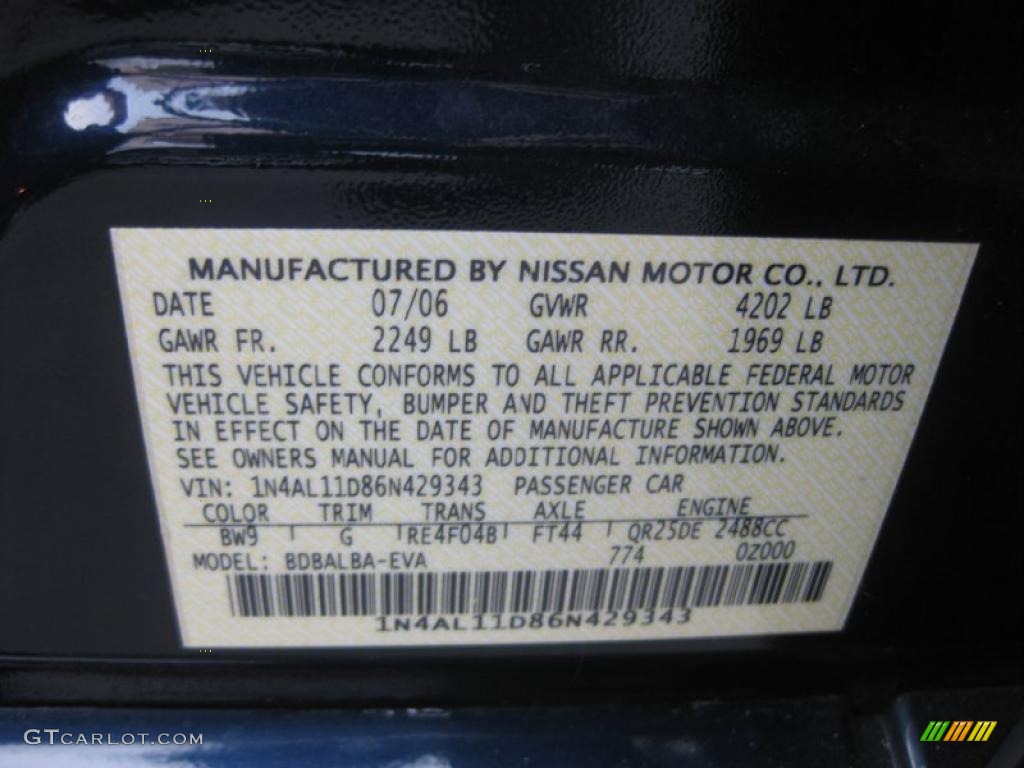 MANUFACTURED BY NISSAN MOTOR CO., LTD.
DATE 07/06 GVWR 4202 LB
GAWR FR. 2249 LB GAWR RR. 1969 LB
THIS VEHICLE CONFORMS TO ALL APPLICABLE FEDERAL MOTOR
VEHICLE SAFETY, BUMPER AND THEFT PREVENTION STANDARDS
IN EFFECT ON THE DATE OF MANUFACTURE SHOWN ABOVE.
SEE OWNERS MANUAL FOR ADDITIONAL INFORMATION.
VIN: 1N4AL11D86N429343 PASSENGER CAR
COLOR TRIM TRANS AXLE ENGINE
BW9 G RE4F04B FT44 QR25DE 2488CC
MODEL: BDBALBA-EVA 774 0Z000
1N4AL11D86N429343
GTCARLOT.COM